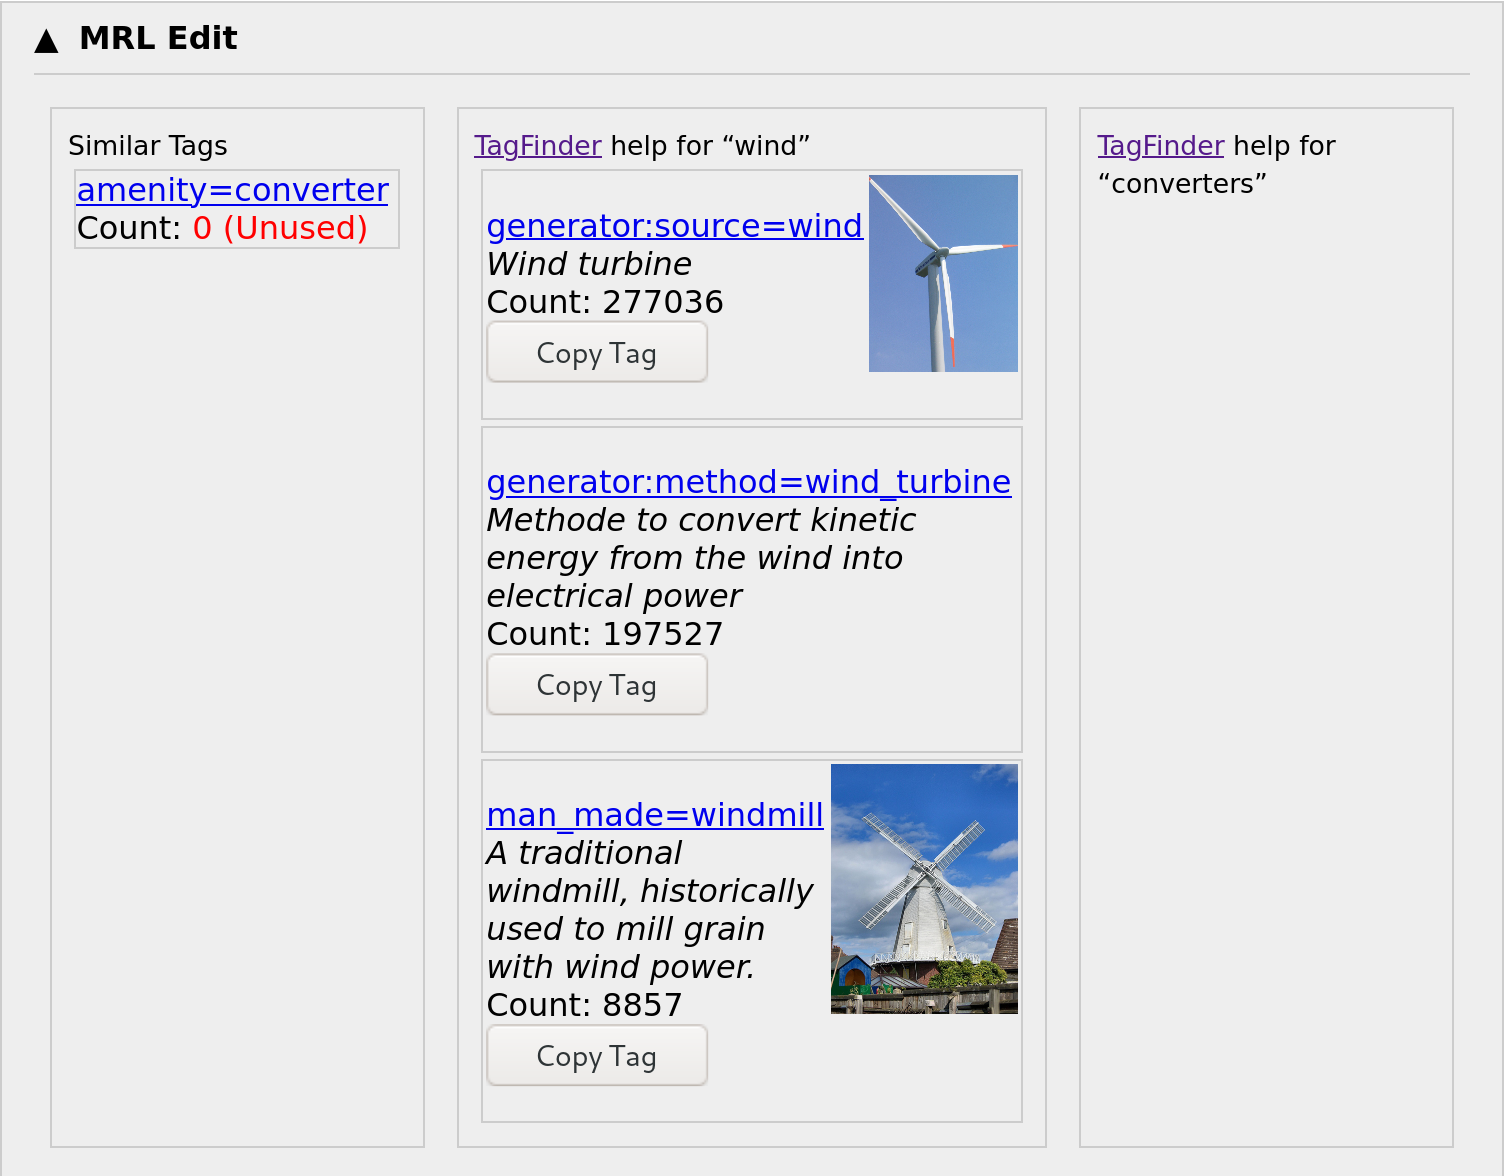 ▲ MRL Edit
Similar Tags
amenity=converter
Count: 0 (Unused)
TagFinder help for “wind”
generator:source=wind
Wind turbine
Count: 277036
Copy Tag
generator:method=wind_turbine
Methode to convert kinetic
energy from the wind into
electrical power
Count: 197527
Copy Tag
man_made=windmill
A traditional
windmill, historically
used to mill grain
with wind power.
Count: 8857
Copy Tag
TagFinder help for
“converters”